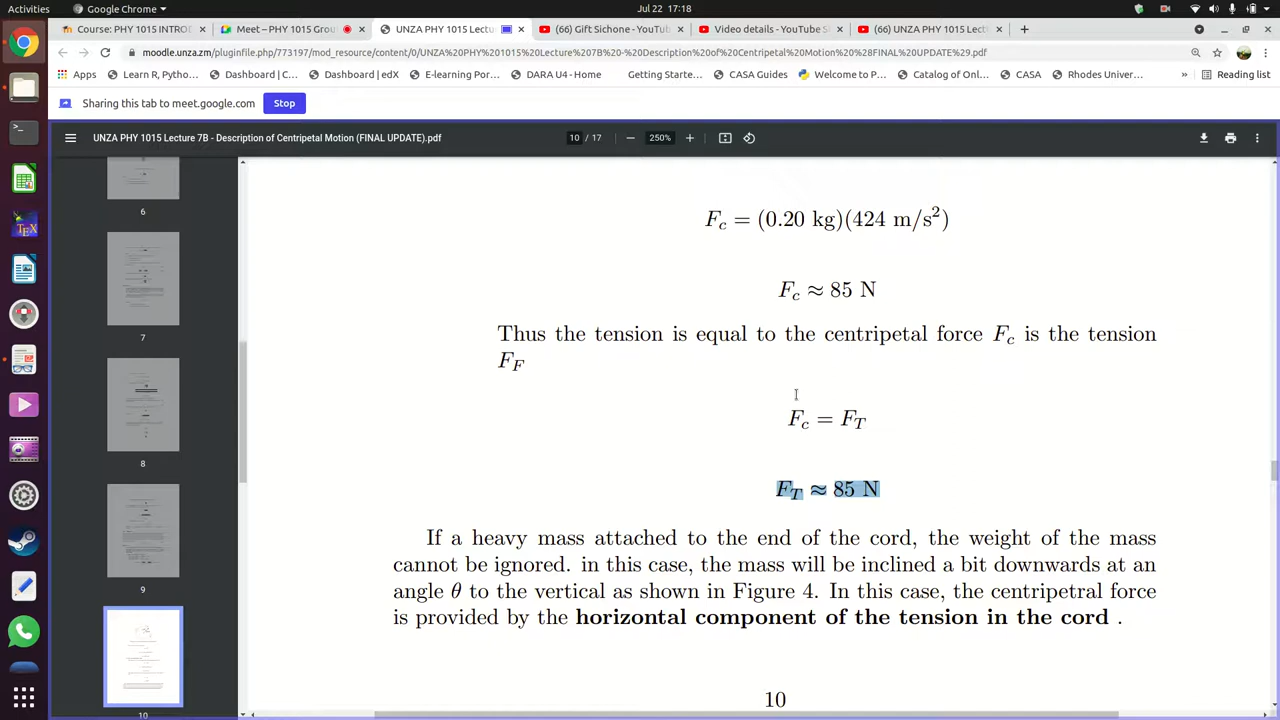 Activities
Google Chrome
Jul 22 17:18
Course: PHY 1015 INTROD
Meet – PHY 1015 Grou
UNZA PHY 1015 Lectu
(66) Gift Sichone - YouTu
Video details - YouTube S
(66) UNZA PHY 1015 Lect
moodle.unza.zm/pluginfile.php/773197/mod_resource/content/0/UNZA%20PHY%201015%20Lecture%207B%20-%20Description%20of%20Centripetal%20Motion%20%28FINAL%20UPDATE%29.pdf
Apps
Learn R, Pytho...
Dashboard | C...
Dashboard | edX
E-learning Por...
DARA U4 - Home
Getting Starte...
CASA Guides
Welcome to P...
Catalog of Onl...
CASA
Rhodes Univer...
»
Reading list
Sharing this tab to meet.google.com
Stop
UNZA PHY 1015 Lecture 7B - Description of Centripetal Motion (FINAL UPDATE).pdf
10 / 17
250%
6
7
8
9
10
F_c = (0.20 kg)(424 m/s²)
F_c ≈ 85 N
Thus the tension is equal to the centripetal force F_c is the tension
F_F
F_c = F_T
F_T ≈ 85 N
If a heavy mass attached to the end of the cord, the weight of the mass
cannot be ignored. in this case, the mass will be inclined a bit downwards at an
angle θ to the vertical as shown in Figure 4. In this case, the centripetral force
is provided by the horizontal component of the tension in the cord .
10